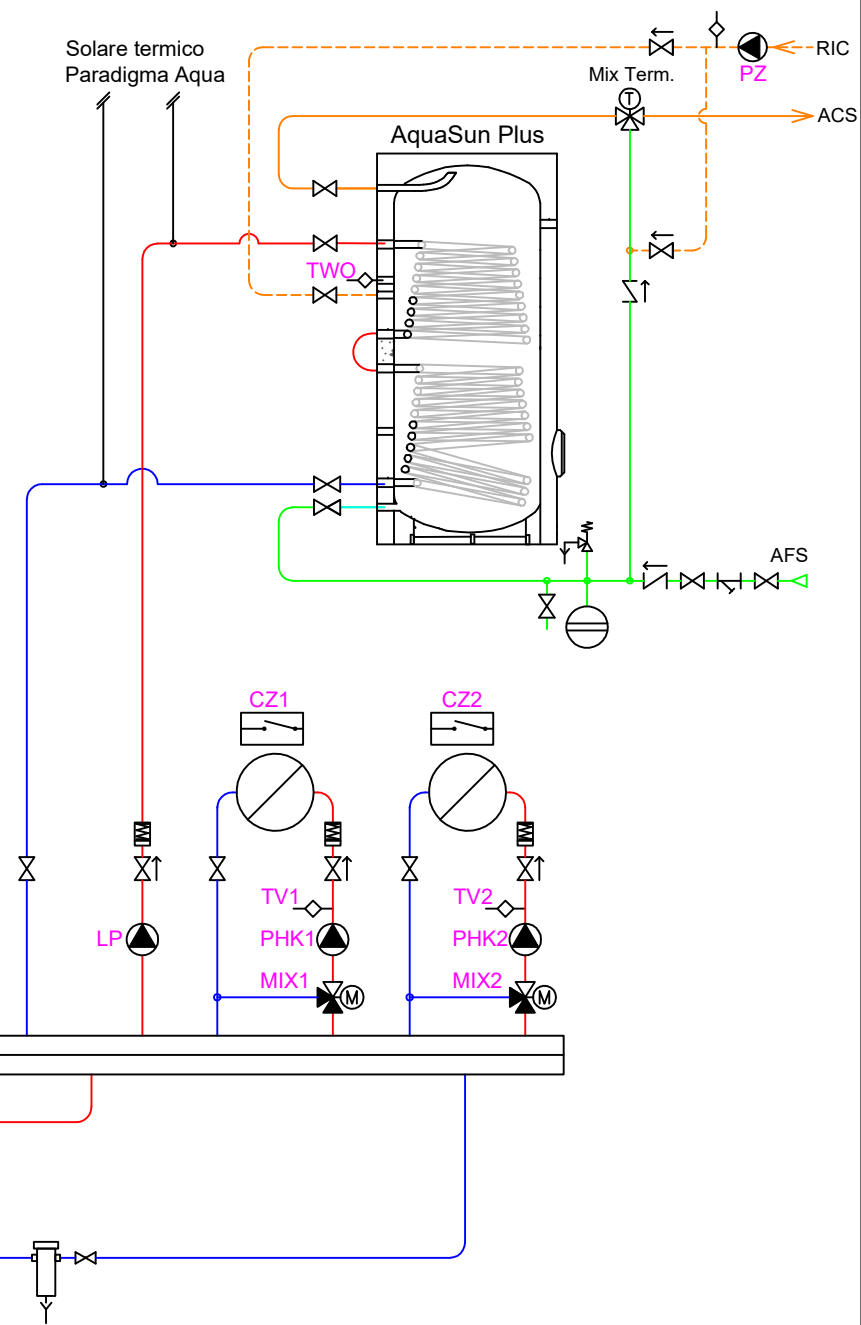 Solare termico
Paradigma Aqua
RIC
PZ
Mix Term.
T
ACS
AquaSun Plus
TWO
AFS
CZ1
CZ2
TV1
TV2
LP
PHK1
PHK2
MIX1
M
MIX2
M